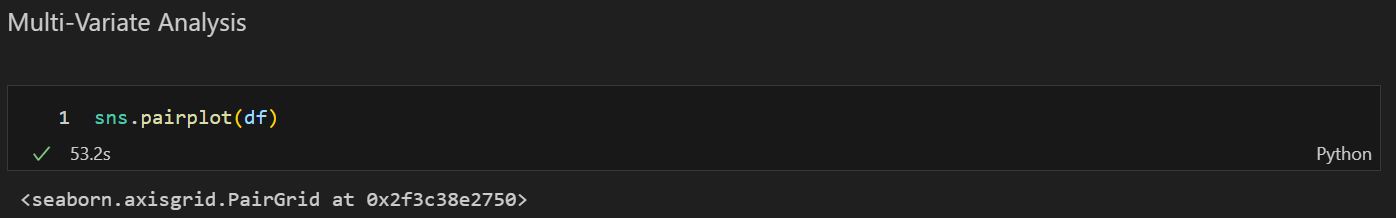 Multi-Variate Analysis
1 sns.pairplot(df)
53.2s Python
<seaborn.axisgrid.PairGrid at 0x2f3c38e2750>